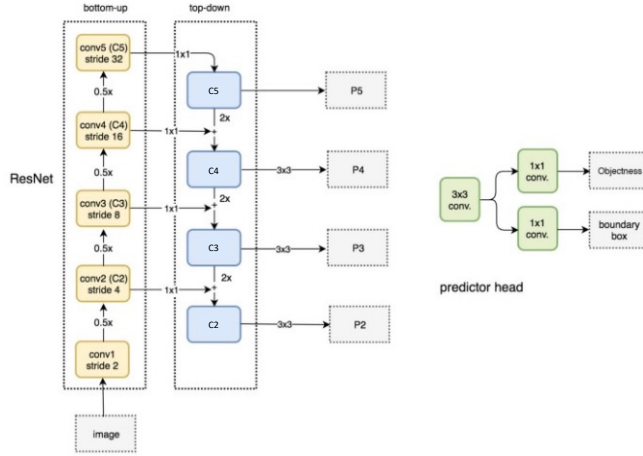 bottom-up
top-down
conv5 (C5)
stride 32
1x1
C5
P5
0.5x
2x
+
conv4 (C4)
stride 16
1x1
C4
3x3
P4
ResNet
0.5x
2x
+
conv3 (C3)
stride 8
1x1
C3
3x3
P3
0.5x
2x
+
conv2 (C2)
stride 4
1x1
C2
3x3
P2
0.5x
conv1
stride 2
image
3x3
conv.
1x1
conv.
Objectness
1x1
conv.
boundary
box
predictor head